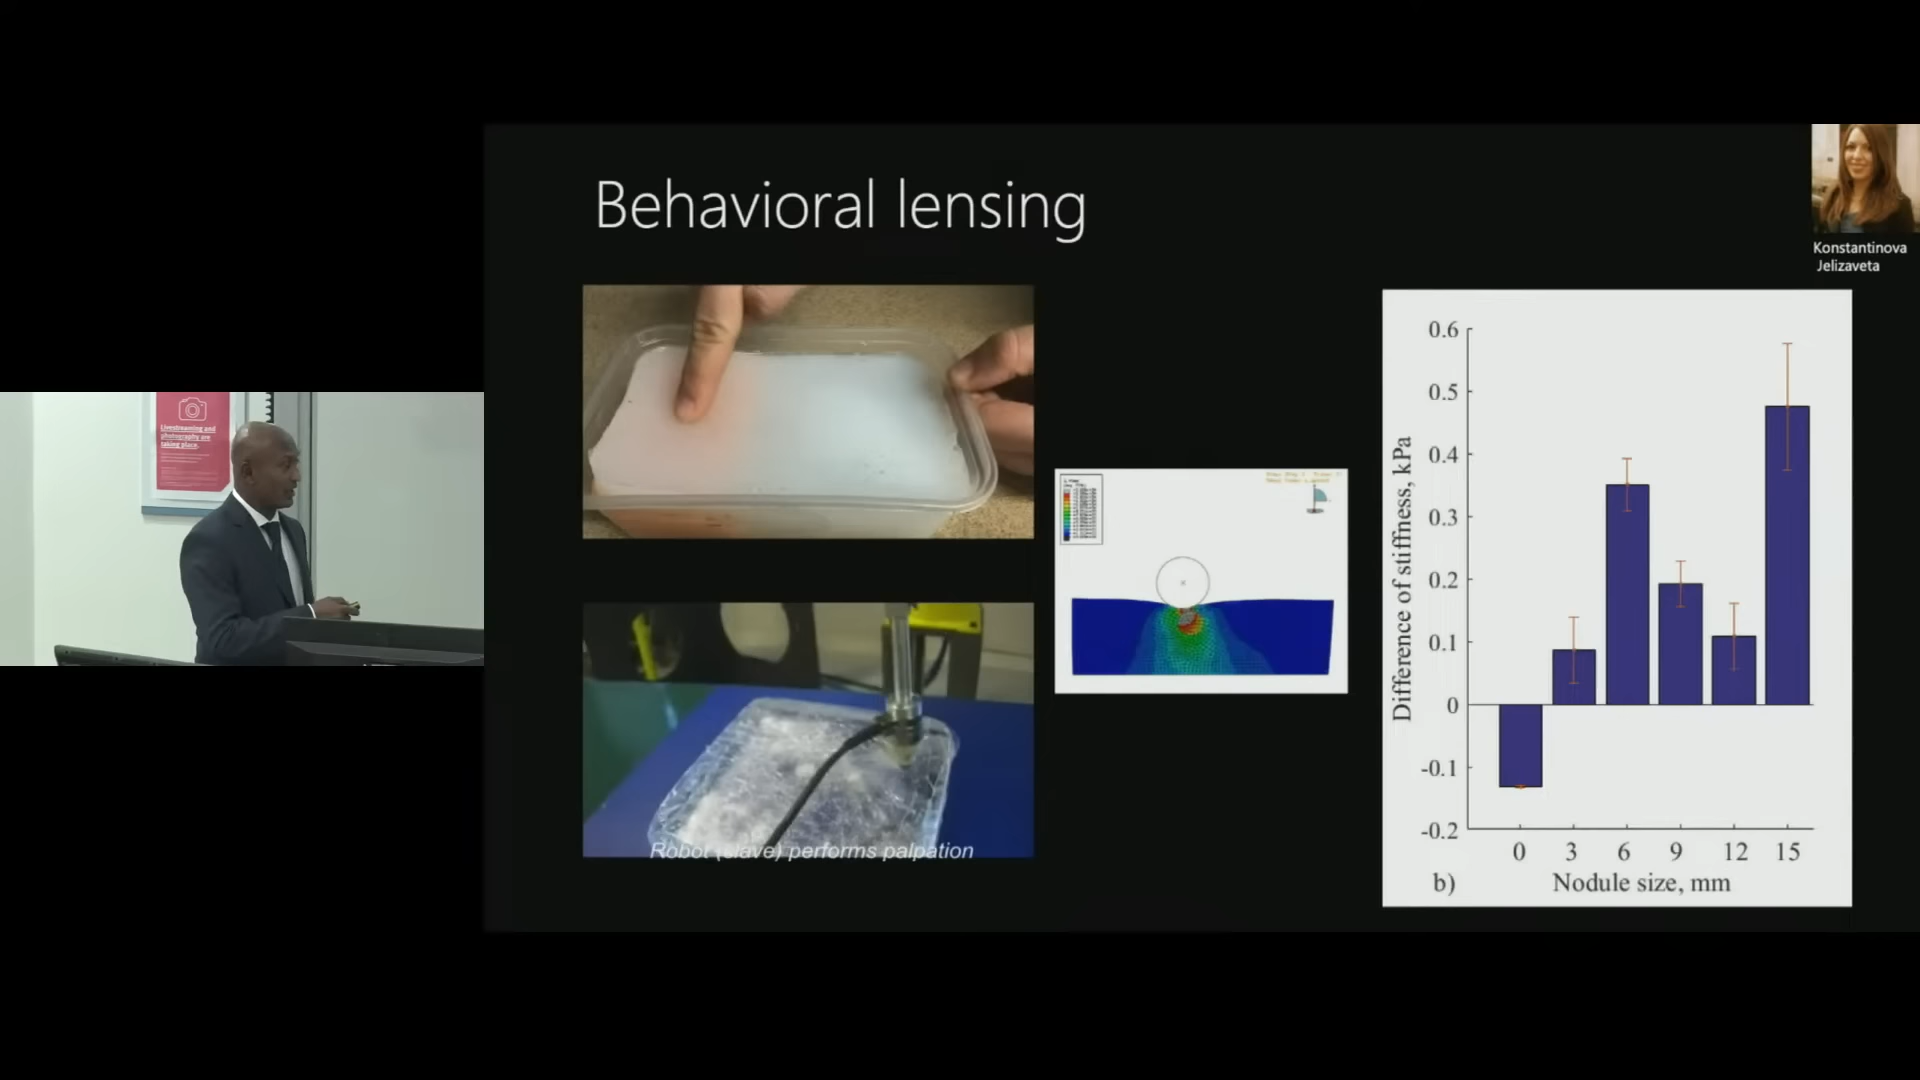 Livestreaming and
photography are
taking place.
Behavioral lensing
Konstantinova
Jelizaveta
Robot (slave) performs palpation
Difference of stiffness, kPa
0.6
0.5
0.4
0.3
0.2
0.1
0
-0.1
-0.2
0 3 6 9 12 15
b) Nodule size, mm